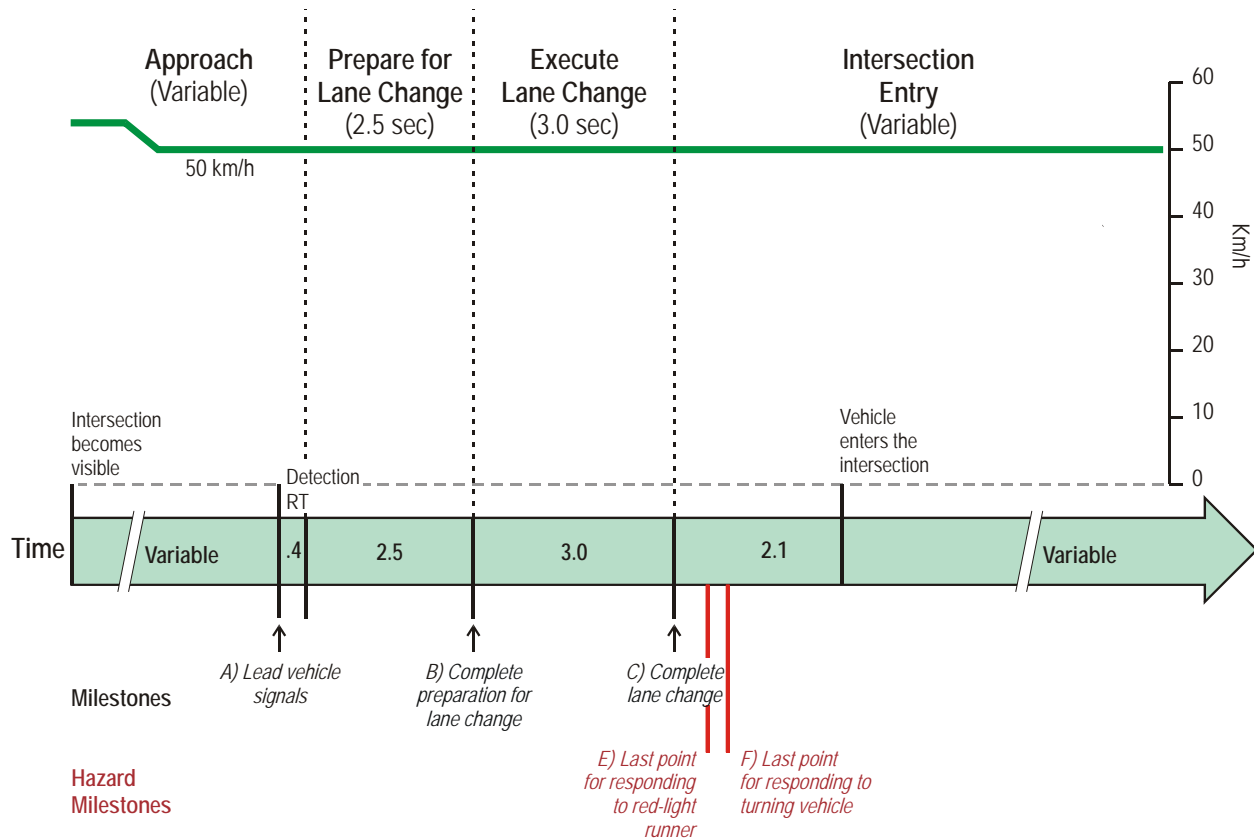 Approach
(Variable)
Prepare for
Lane Change
(2.5 sec)
Execute
Lane Change
(3.0 sec)
Intersection
Entry
(Variable)
60
50
40
30
20
10
0
Km/h
50 km/h
Intersection
becomes
visible
Detection
RT
Vehicle
enters the
intersection
Time
Variable
.4
2.5
3.0
2.1
Variable
Milestones
A) Lead vehicle
signals
B) Complete
preparation for
lane change
C) Complete
lane change
Hazard
Milestones
E) Last point
for responding
to red-light
runner
F) Last point
for responding to
turning vehicle